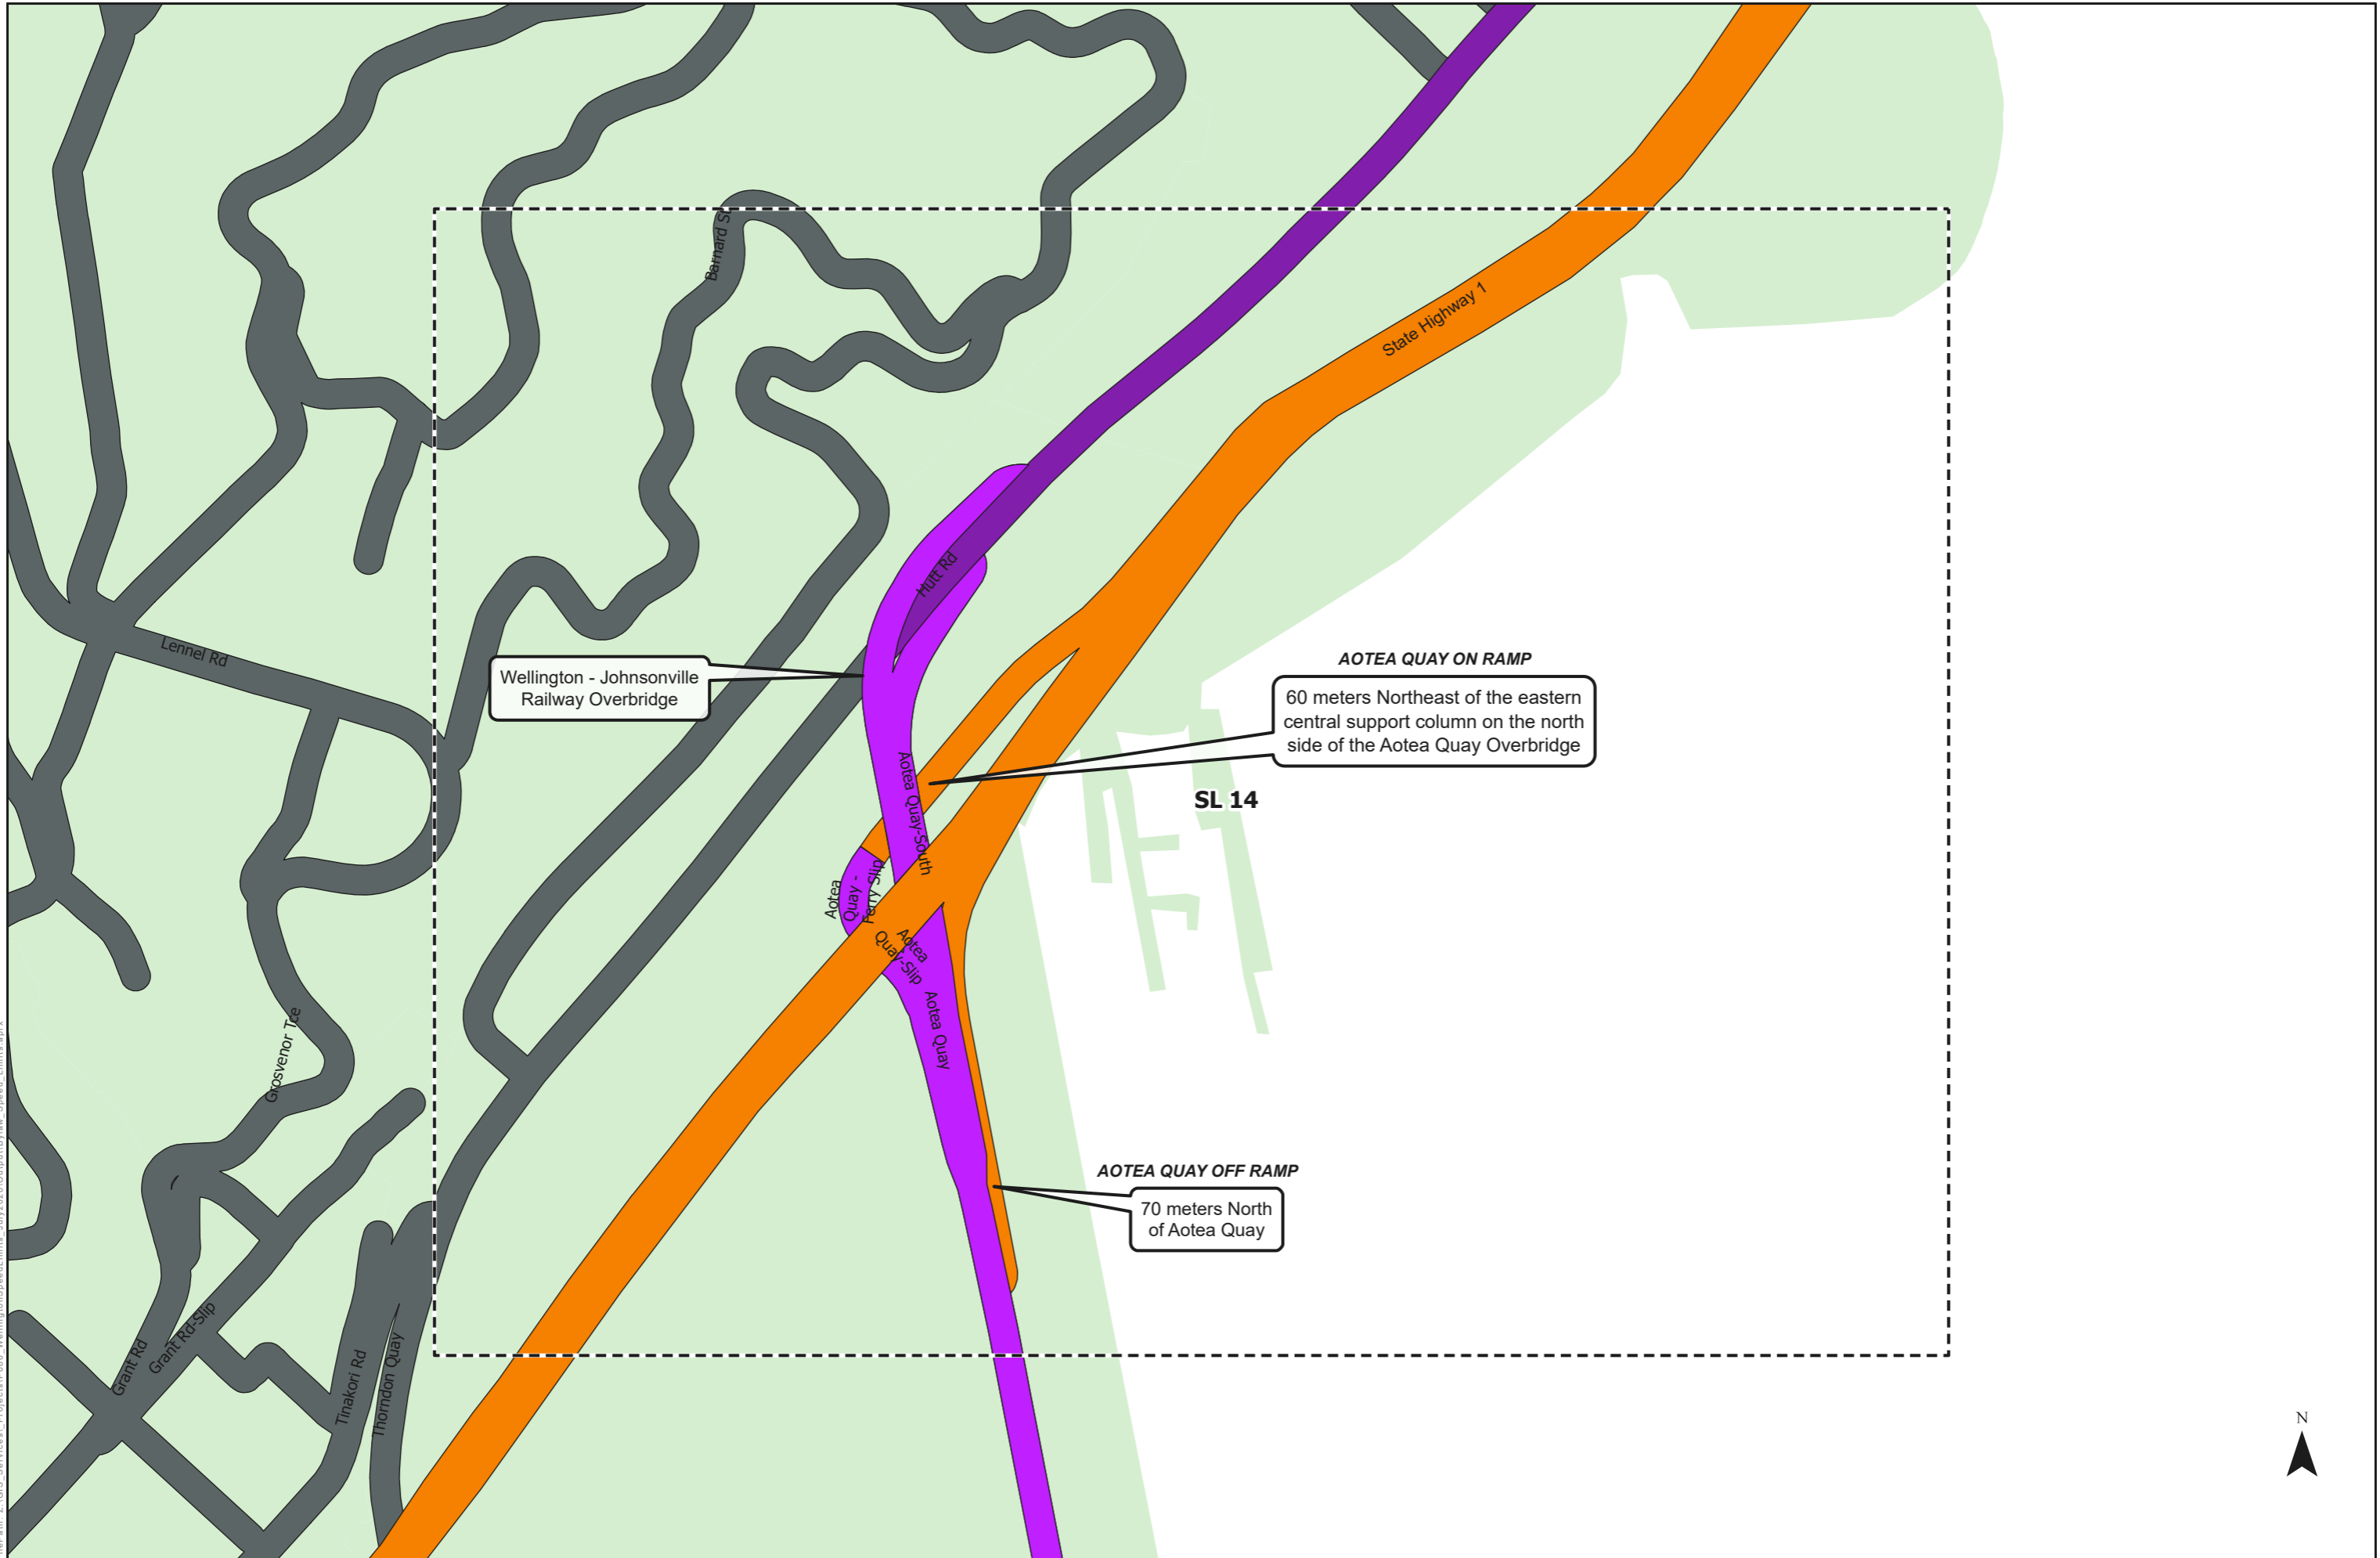 Barnard St
State Highway 1
Hutt Rd
Lennel Rd
Wellington - Johnsonville
Railway Overbridge
AOTEA QUAY ON RAMP
60 meters Northeast of the eastern
central support column on the north
side of the Aotea Quay Overbridge
SL 14
Aotea Quay-South
Aotea
Quay -
Ferry Slip
Aotea
Quay-Slip
Aotea Quay
Grosvenor Tce
AOTEA QUAY OFF RAMP
70 meters North
of Aotea Quay
Grant Rd
Grant Rd-Slip
Tinakori Rd
Thorndon Quay
N